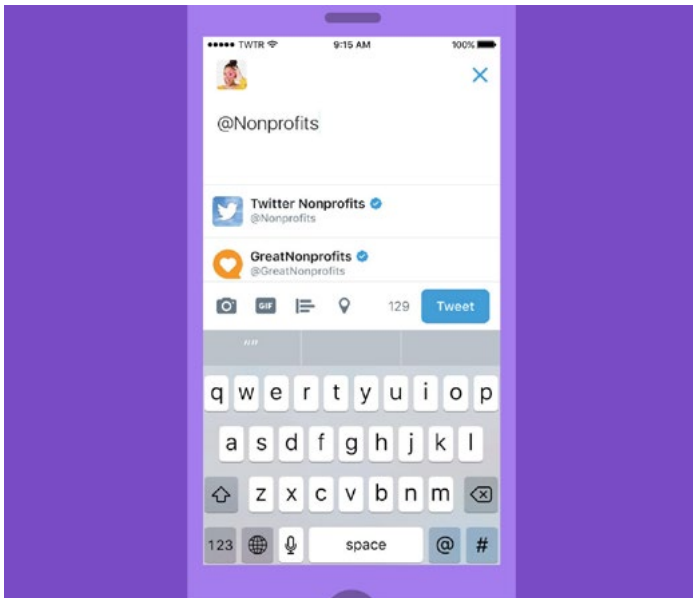 TWTR 9:15 AM 100%
@Nonprofits
Twitter Nonprofits
@Nonprofits
GreatNonprofits
@GreatNonprofits
GIF 129 Tweet
""
q w e r t y u i o p
a s d f g h j k l
z x c v b n m
123 space @ #